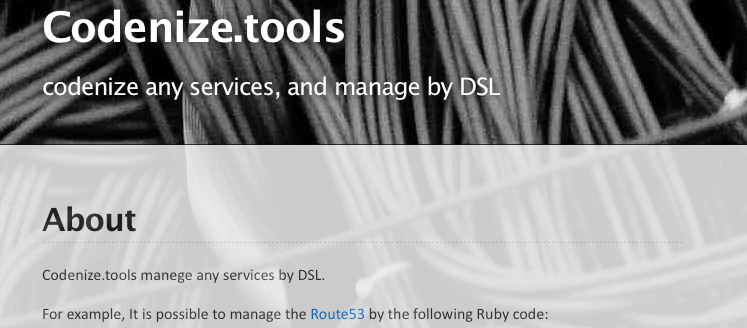 Codenize.tools
codenize any services, and manage by DSL
About
Codenize.tools manege any services by DSL.
For example, It is possible to manage the Route53 by the following Ruby code: